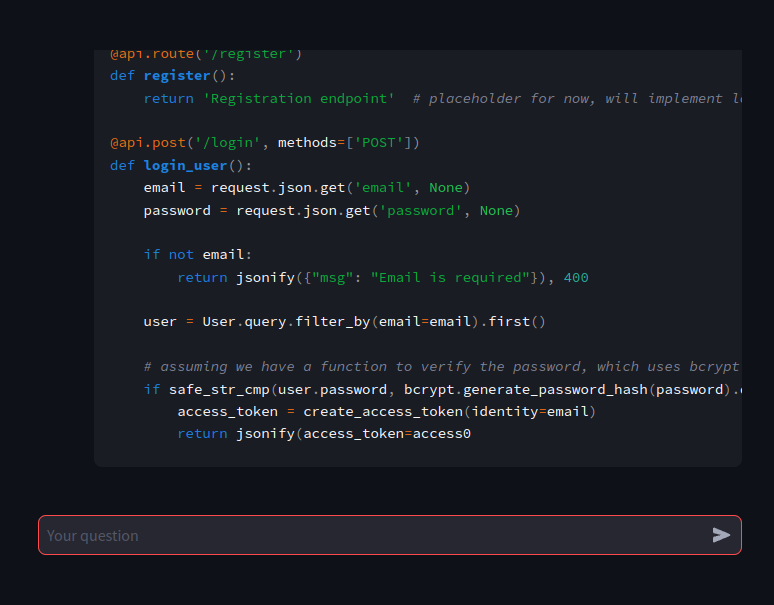 @api.route('/register')
def register():
    return 'Registration endpoint'  # placeholder for now, will implement
@api.post('/login', methods=['POST'])
def login_user():
    email = request.json.get('email', None)
    password = request.json.get('password', None)
    if not email:
        return jsonify({"msg": "Email is required"}), 400
    user = User.query.filter_by(email=email).first()
    # assuming we have a function to verify the password, which uses bcrypt
    if safe_str_cmp(user.password, bcrypt.generate_password_hash(password).
        access_token = create_access_token(identity=email)
        return jsonify(access_token=access0
Your question